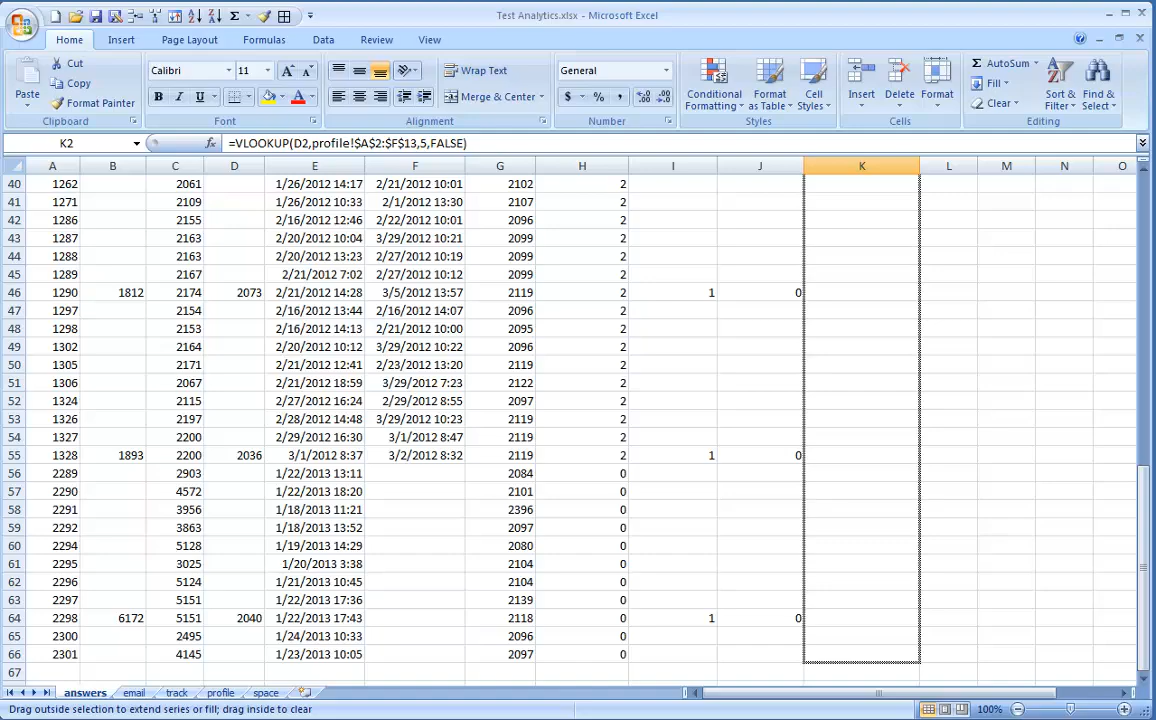 Test Analytics.xlsx - Microsoft Excel
Home Insert Page Layout Formulas Data Review View
Cut Calibri 11 Wrap Text General AutoSum
Copy Fill
Paste Format Painter B I U Merge & Center $ % , Conditional Formatting Format as Table Cell Styles Insert Delete Format Clear Sort & Filter Find & Select
Clipboard Font Alignment Number Styles Cells Editing
K2 fx =VLOOKUP(D2,profile!$A$2:$F$13,5,FALSE)
A B C D E F G H I J K L M N O
40 1262 2061 1/26/2012 14:17 2/21/2012 10:01 2102 2
41 1271 2109 1/26/2012 10:33 2/1/2012 13:30 2107 2
42 1286 2155 2/16/2012 12:46 2/22/2012 10:01 2096 2
43 1287 2163 2/20/2012 10:04 3/29/2012 10:21 2099 2
44 1288 2163 2/20/2012 13:23 2/27/2012 10:19 2099 2
45 1289 2167 2/21/2012 7:02 2/27/2012 10:12 2099 2
46 1290 1812 2174 2073 2/21/2012 14:28 3/5/2012 13:57 2119 2 1 0
47 1297 2154 2/16/2012 13:44 2/16/2012 14:07 2096 2
48 1298 2153 2/16/2012 14:13 2/21/2012 10:00 2095 2
49 1302 2164 2/20/2012 10:12 3/29/2012 10:22 2096 2
50 1305 2171 2/21/2012 12:41 2/23/2012 13:20 2119 2
51 1306 2067 2/21/2012 18:59 3/29/2012 7:23 2122 2
52 1324 2115 2/27/2012 16:24 2/29/2012 8:55 2097 2
53 1326 2197 2/28/2012 14:48 3/29/2012 10:23 2119 2
54 1327 2200 2/29/2012 16:30 3/1/2012 8:47 2119 2
55 1328 1893 2200 2036 3/1/2012 8:37 3/2/2012 8:32 2119 2 1 0
56 2289 2903 1/22/2013 13:11 2084 0
57 2290 4572 1/22/2013 18:20 2101 0
58 2291 3956 1/18/2013 11:21 2396 0
59 2292 3863 1/18/2013 13:52 2097 0
60 2294 5128 1/19/2013 14:29 2080 0
61 2295 3025 1/20/2013 3:38 2104 0
62 2296 5124 1/21/2013 10:45 2104 0
63 2297 5151 1/22/2013 17:36 2139 0
64 2298 6172 5151 2040 1/22/2013 17:43 2118 0 1 0
65 2300 2495 1/24/2013 10:33 2096 0
66 2301 4145 1/23/2013 10:05 2097 0
67
answers email track profile space
Drag outside selection to extend series or fill; drag inside to clear 100%